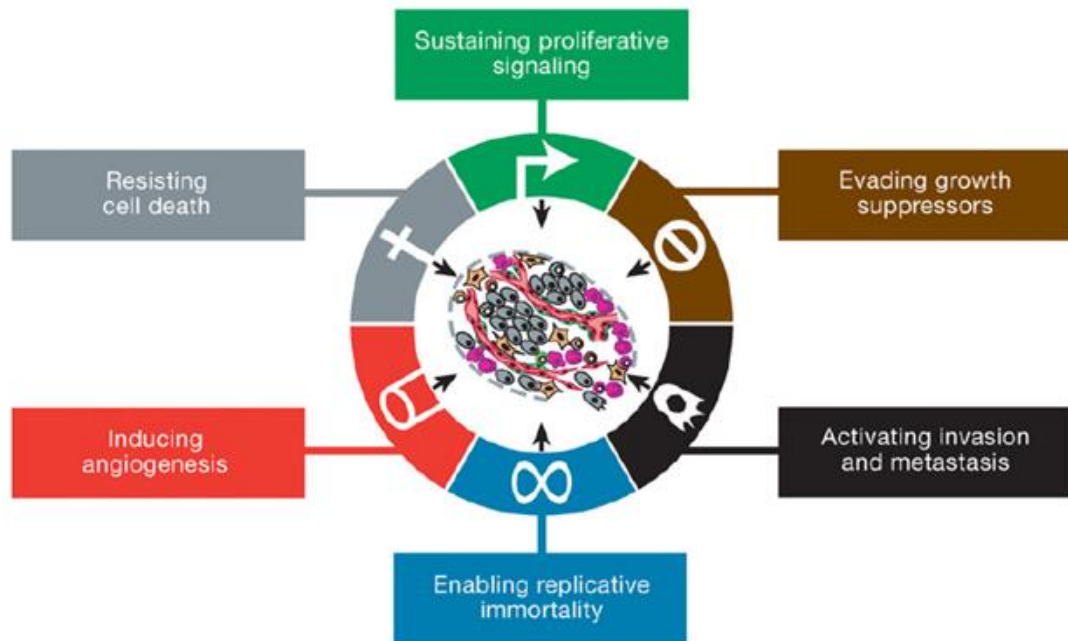 Sustaining proliferative
signaling
Resisting
cell death
Evading growth
suppressors
Inducing
angiogenesis
Activating invasion
and metastasis
Enabling replicative
immortality